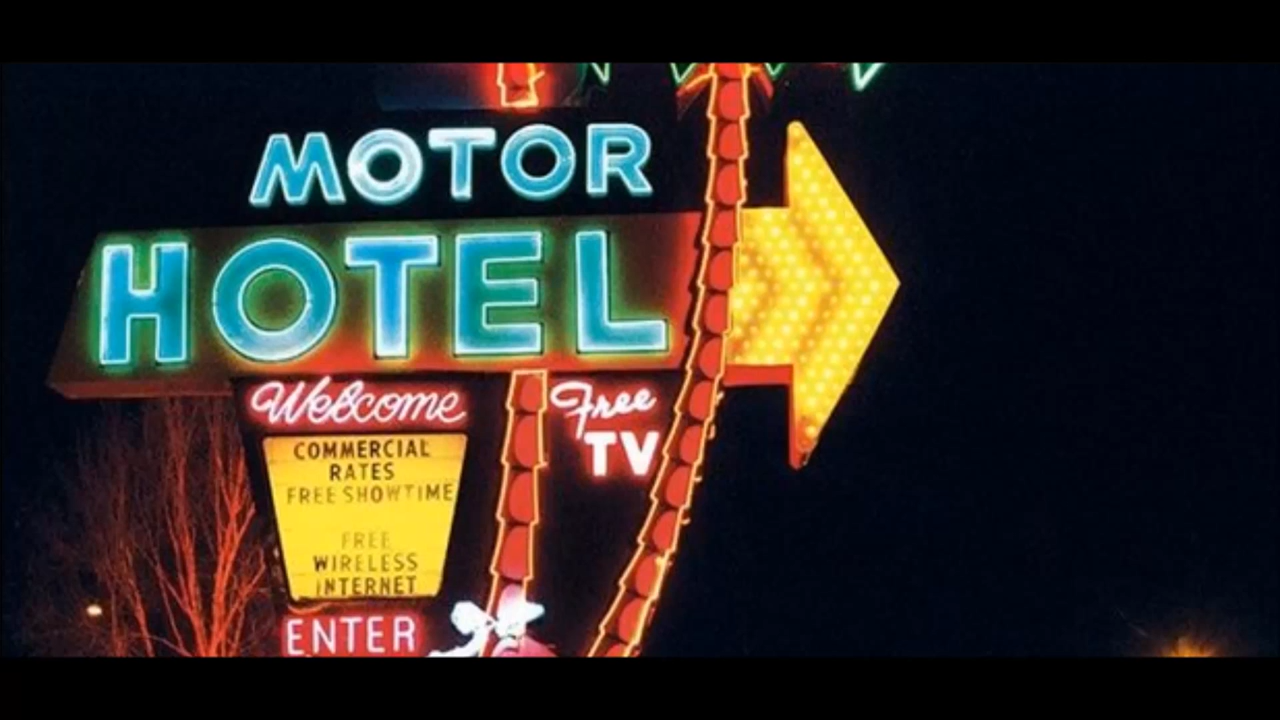 MOTOR
HOTEL
Welcome
Free
TV
COMMERCIAL
RATES
FREE SHOWTIME
FREE
WIRELESS
INTERNET
ENTER